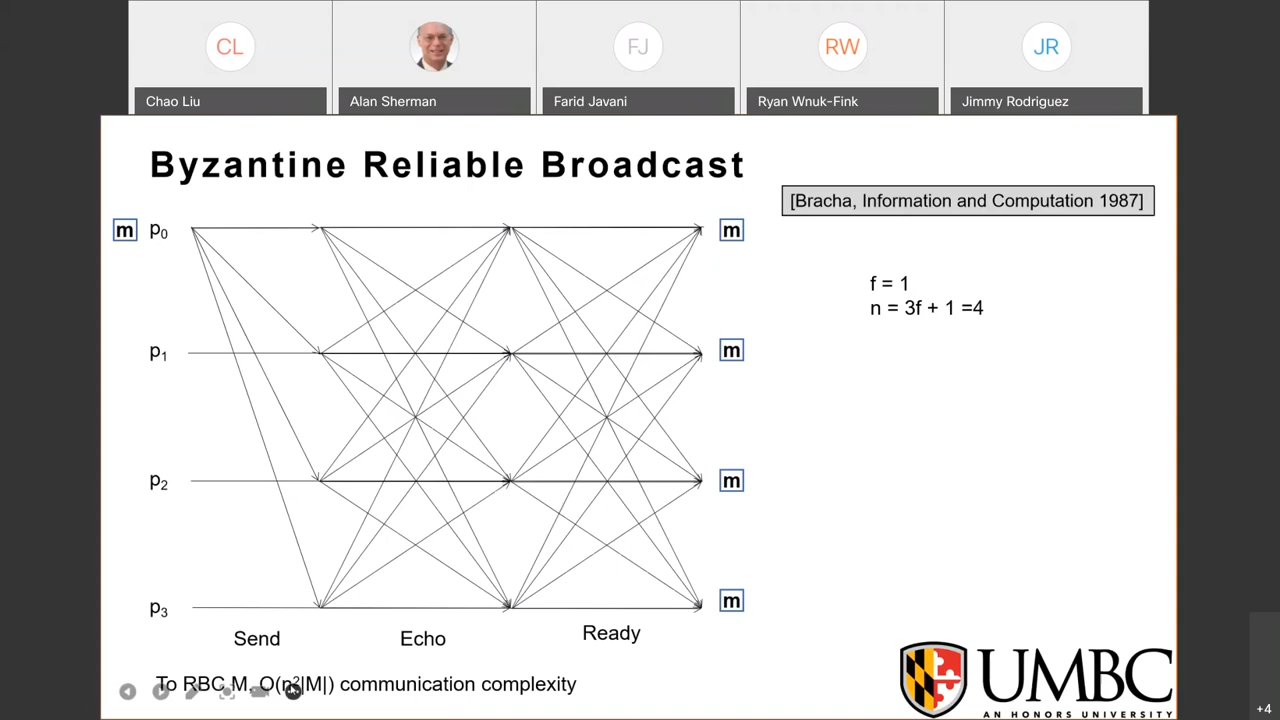 CL
FJ
RW
JR
Chao Liu
Alan Sherman
Farid Javani
Ryan Wnuk-Fink
Jimmy Rodriguez
Byzantine Reliable Broadcast
[Bracha, Information and Computation 1987]
m p0 m
f = 1
n = 3f + 1 =4
p1 m
p2 m
p3 m
Send Echo Ready
To RBC M, O(n²|M|) communication complexity
UMBC
AN HONORS UNIVERSITY
+4